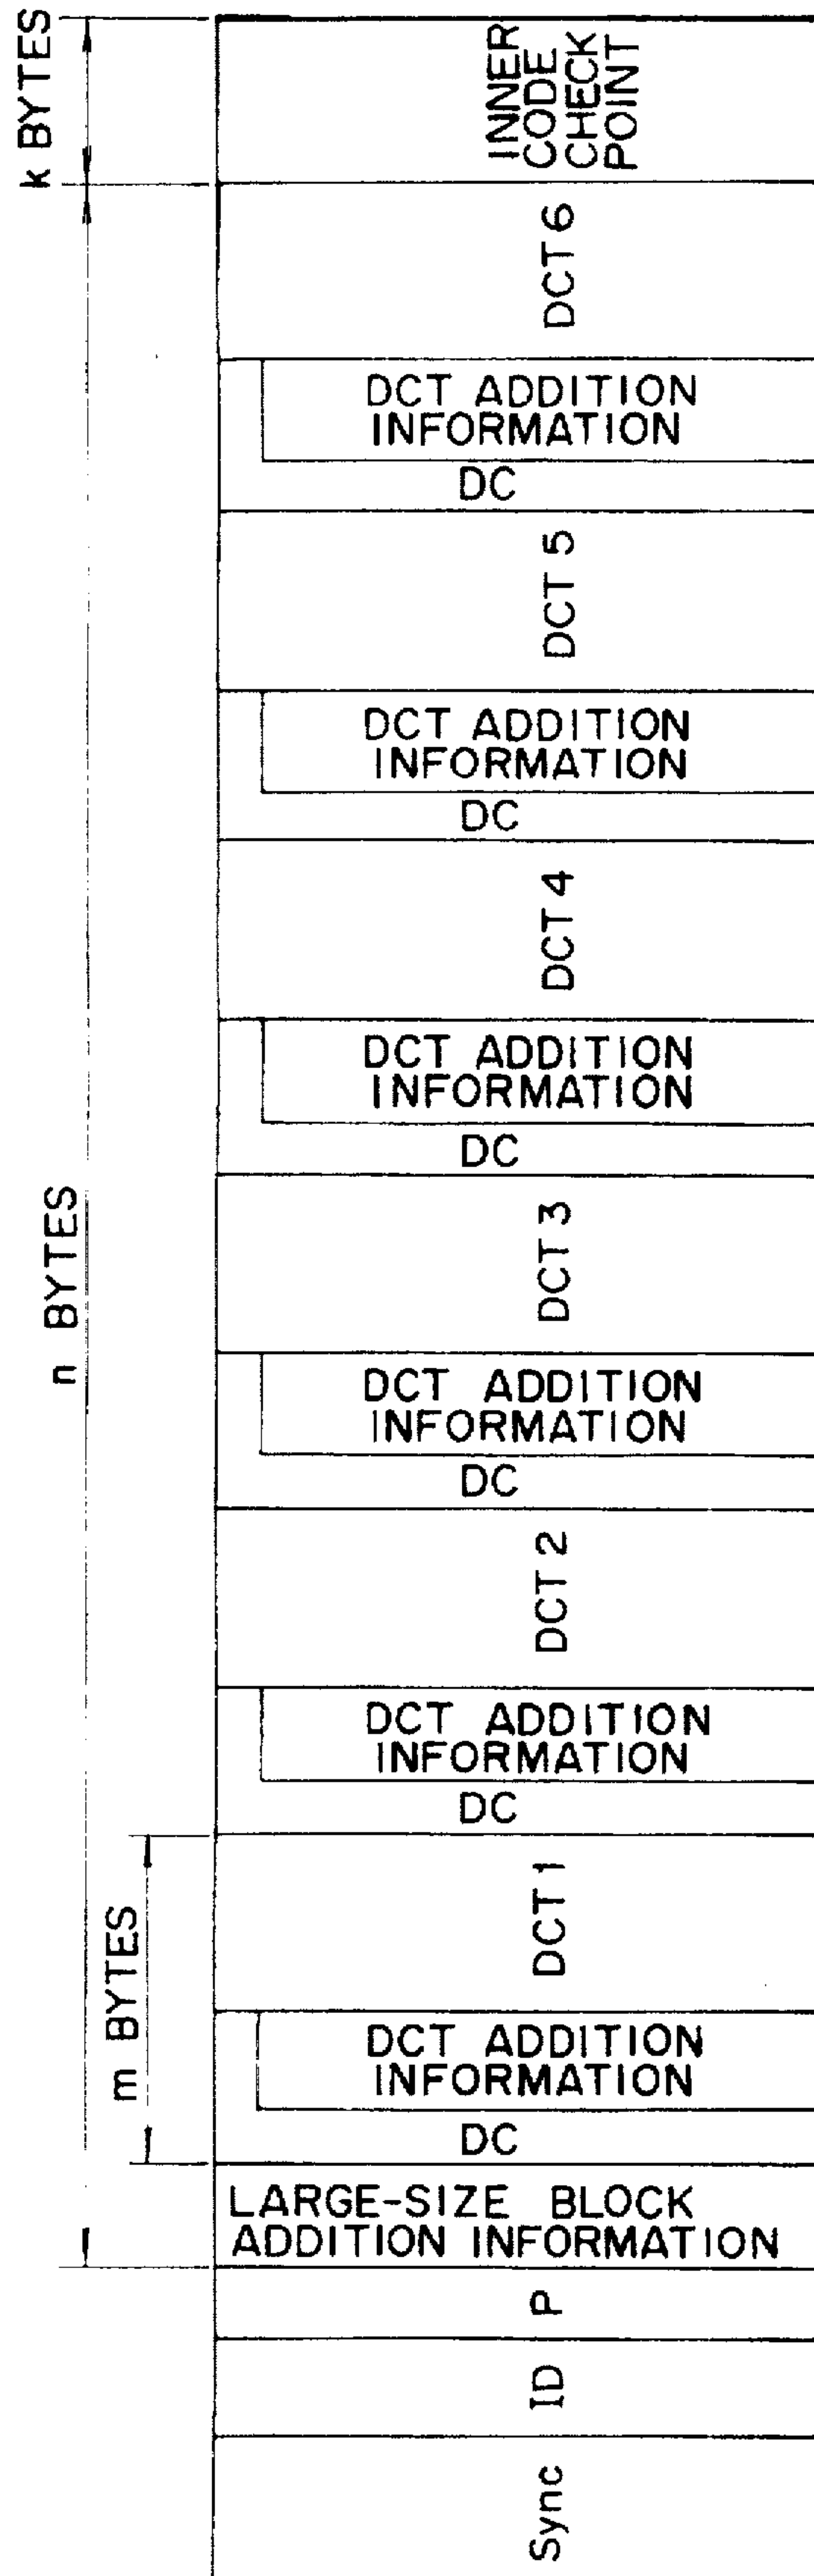 k BYTES
INNER
CODE
CHECK
POINT
DCT 6
DCT ADDITION
INFORMATION
DC
DCT 5
DCT ADDITION
INFORMATION
DC
DCT 4
DCT ADDITION
INFORMATION
DC
n BYTES
DCT 3
DCT ADDITION
INFORMATION
DC
DCT 2
DCT ADDITION
INFORMATION
DC
m BYTES
DCT 1
DCT ADDITION
INFORMATION
DC
LARGE-SIZE BLOCK
ADDITION INFORMATION
P
ID
Sync